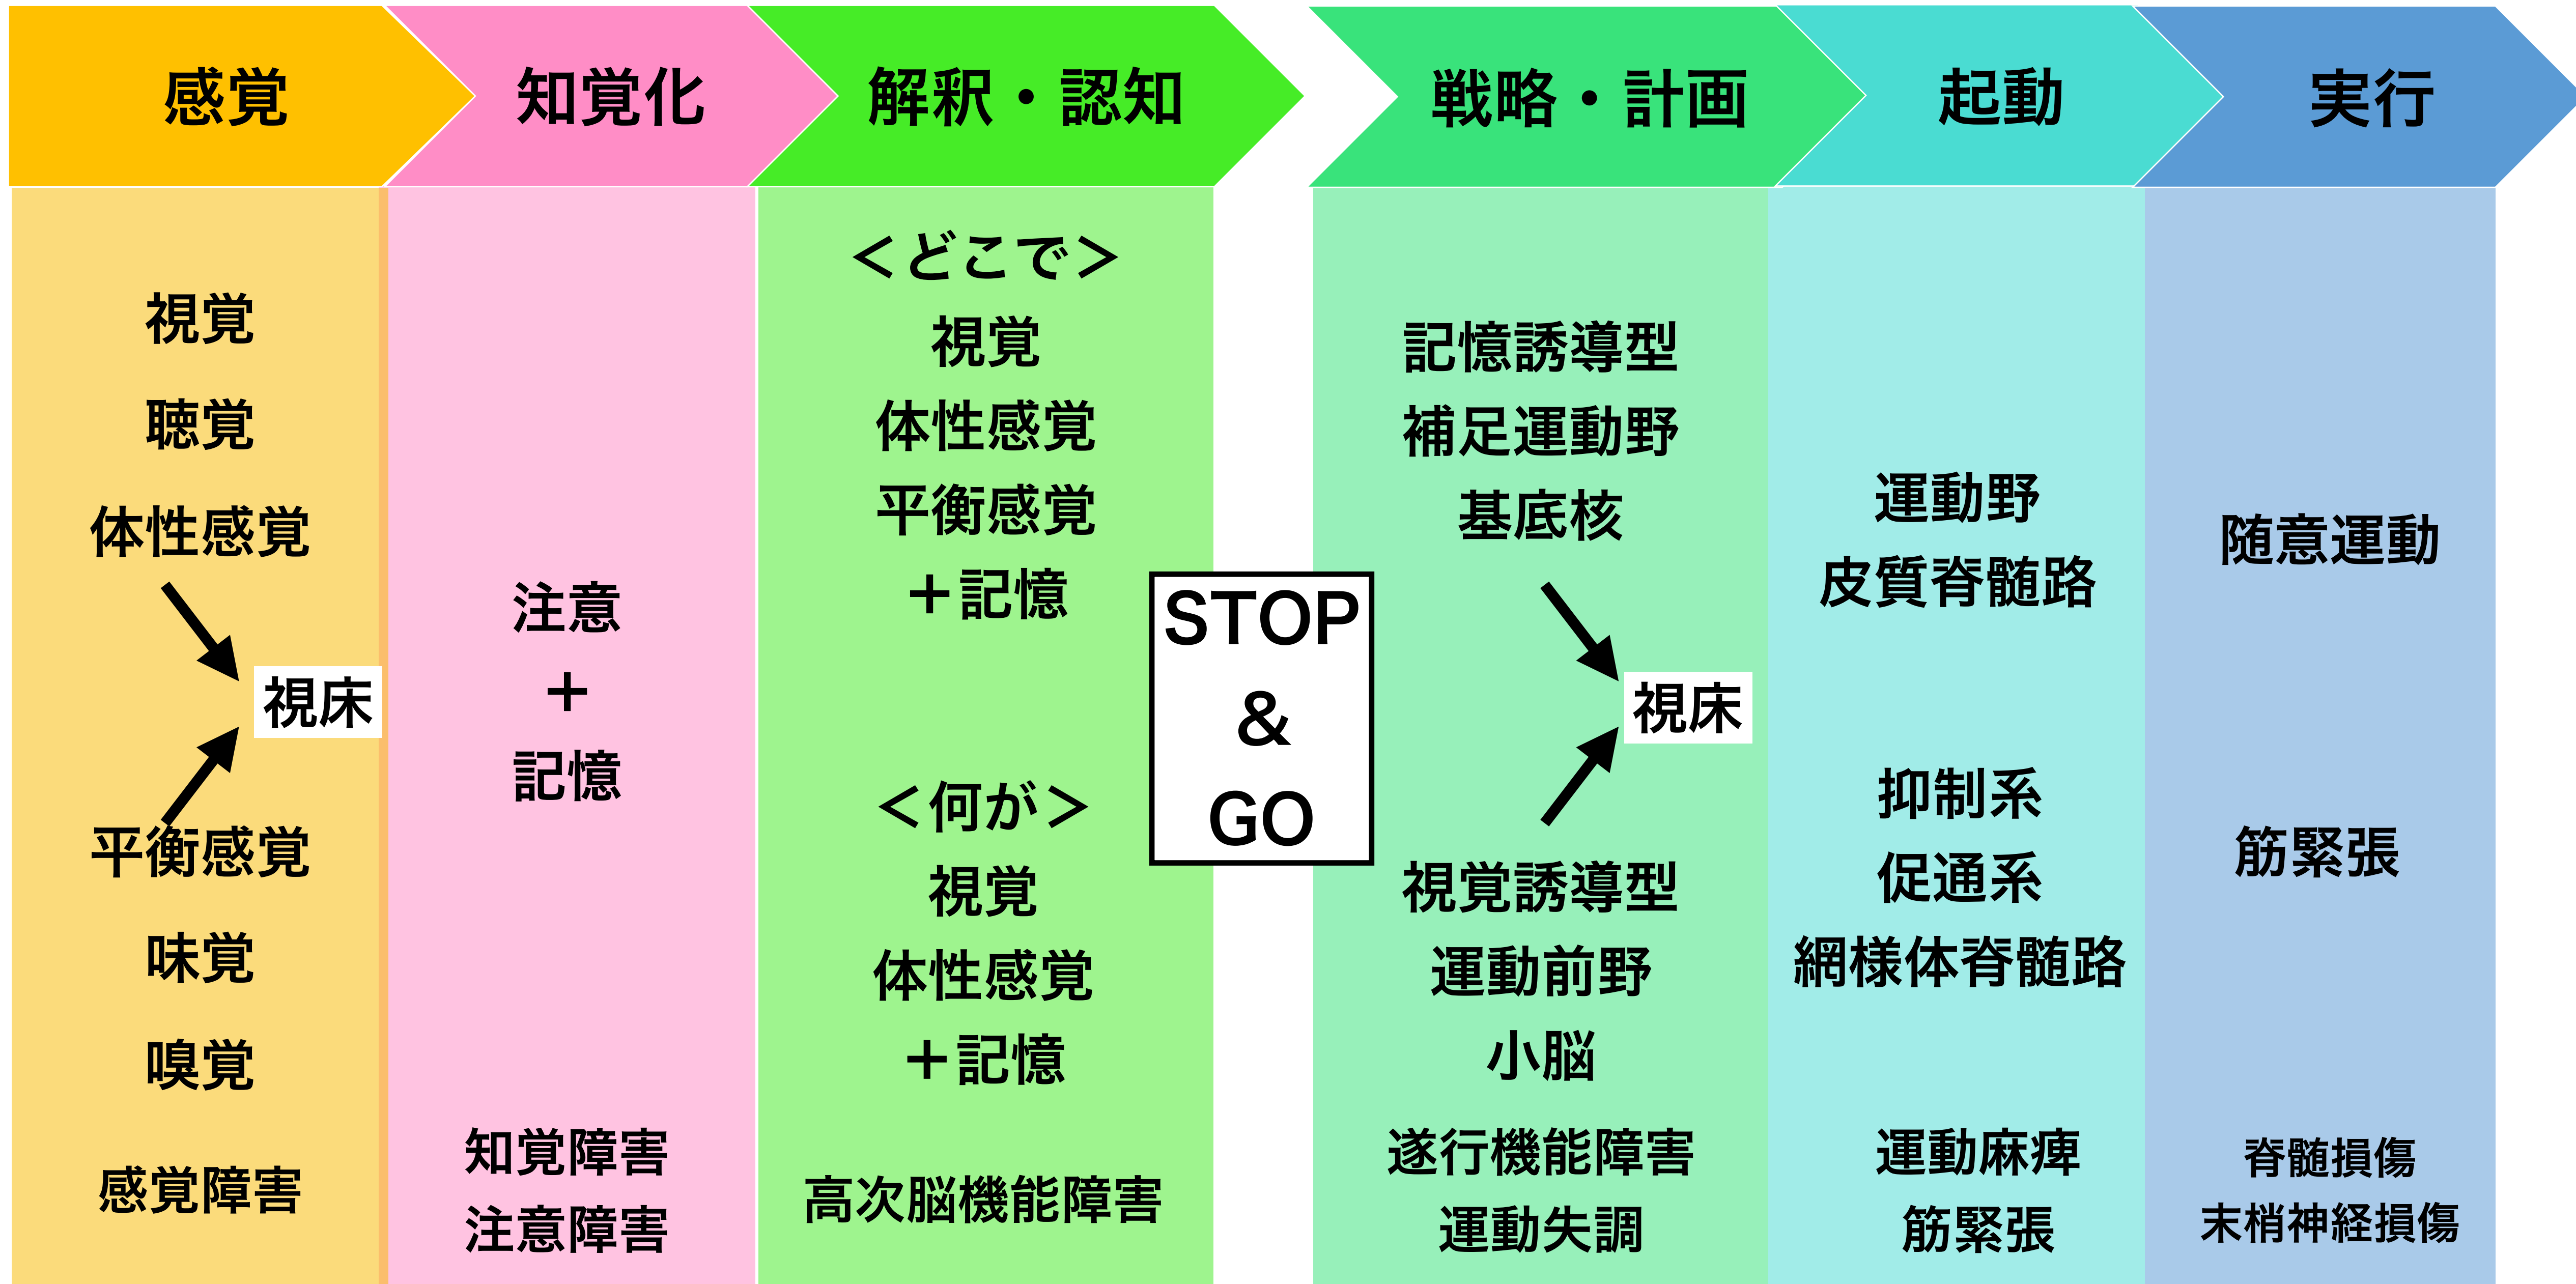 感覚
知覚化
解釈・認知
戦略・計画
起動
実行
視覚
聴覚
体性感覚
視床
平衡感覚
味覚
嗅覚
感覚障害
注意
＋
記憶
知覚障害
注意障害
＜どこで＞
視覚
体性感覚
平衡感覚
＋記憶
＜何が＞
視覚
体性感覚
＋記憶
高次脳機能障害
STOP
&
GO
記憶誘導型
補足運動野
基底核
視床
視覚誘導型
運動前野
小脳
遂行機能障害
運動失調
運動野
皮質脊髄路
抑制系
促通系
網様体脊髄路
運動麻痺
筋緊張
随意運動
筋緊張
脊髄損傷
末梢神経損傷